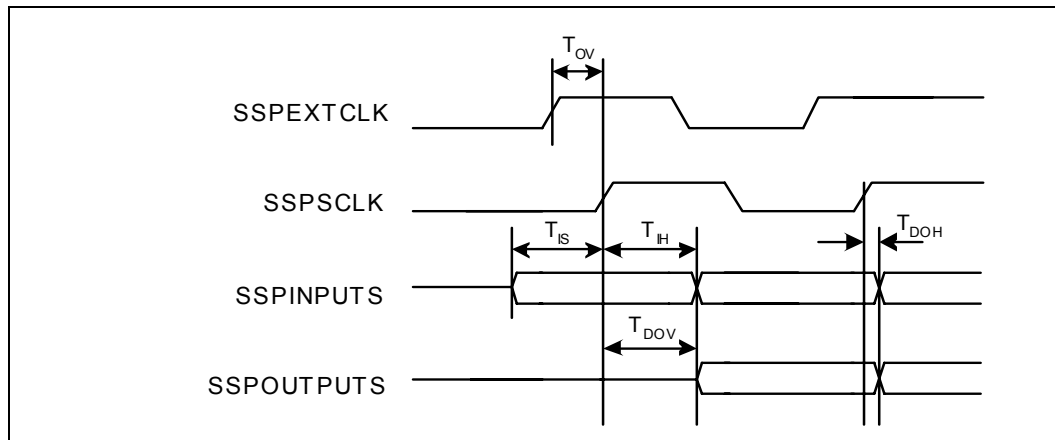 T_OV
SSPEXTCLK
SSPSCLK
T_IS T_IH T_DOH
SSPINPUTS
T_DOV
SSPOUTPUTS